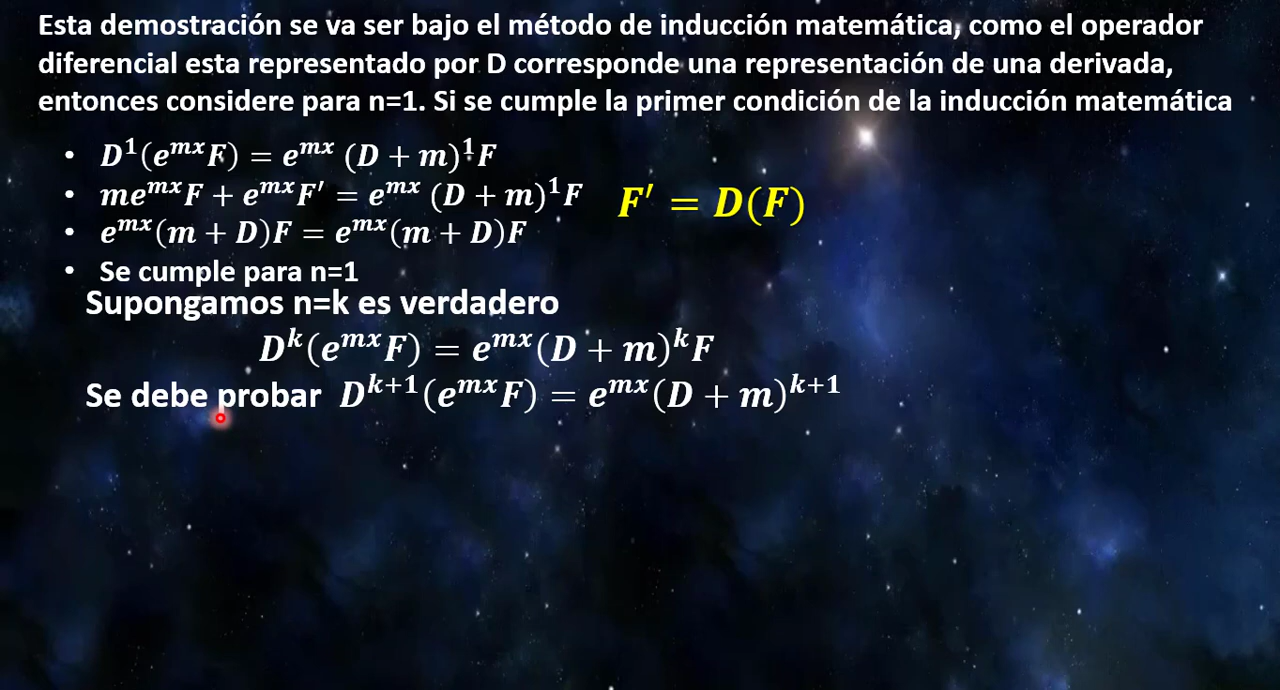 Esta demostración se va ser bajo el método de inducción matemática, como el operador
diferencial esta representado por D corresponde una representación de una derivada,
entonces considere para n=1. Si se cumple la primer condición de la inducción matemática
• D¹(eᵐˣF) = eᵐˣ (D + m)¹F
• meᵐˣF + eᵐˣF′ = eᵐˣ (D + m)¹F F′ = D(F)
• eᵐˣ(m + D)F = eᵐˣ(m + D)F
• Se cumple para n=1
Supongamos n=k es verdadero
Dᵏ(eᵐˣF) = eᵐˣ(D + m)ᵏF
Se debe probar Dᵏ⁺¹(eᵐˣF) = eᵐˣ(D + m)ᵏ⁺¹